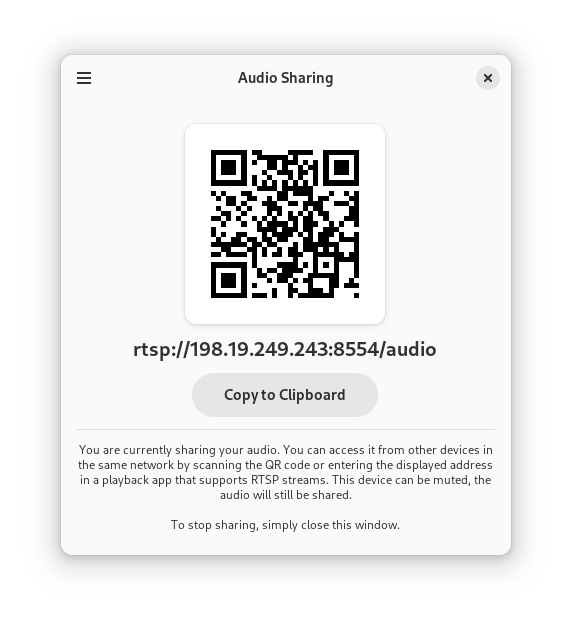 Audio Sharing
rtsp://198.19.249.243:8554/audio
Copy to Clipboard
You are currently sharing your audio. You can access it from other devices in
the same network by scanning the QR code or entering the displayed address
in a playback app that supports RTSP streams. This device can be muted, the
audio will still be shared.
To stop sharing, simply close this window.